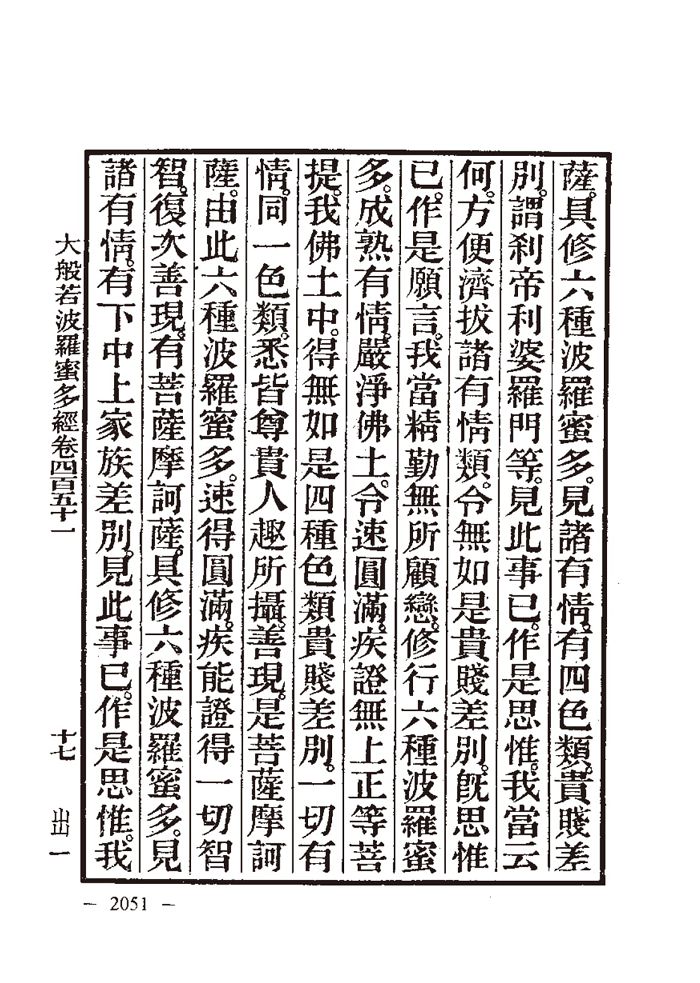 薩。具修六種波羅蜜多。見諸有情。有四色類。貴賤差
別。謂剎帝利婆羅門等。見此事已。作是思惟。我當云
何。方便濟拔諸有情類。令無如是貴賤差別。既思惟
已。作是願言。我當精勤無所顧戀。修行六種波羅蜜
多。成熟有情。嚴淨佛土。令速圓滿。疾證無上正等菩
提。我佛土中。得無如是四種色類貴賤差別。一切有
情。同一色類。悉皆尊貴人趣所攝。善現。是菩薩摩訶
薩。由此六種波羅蜜多。速得圓滿。疾能證得一切智
智。復次善現。有菩薩摩訶薩。具修六種波羅蜜多。見
諸有情。有下中上家族差別。見此事已。作是思惟。我
大般若波羅蜜多經卷四百五十一
十七
出一
— 2051 —